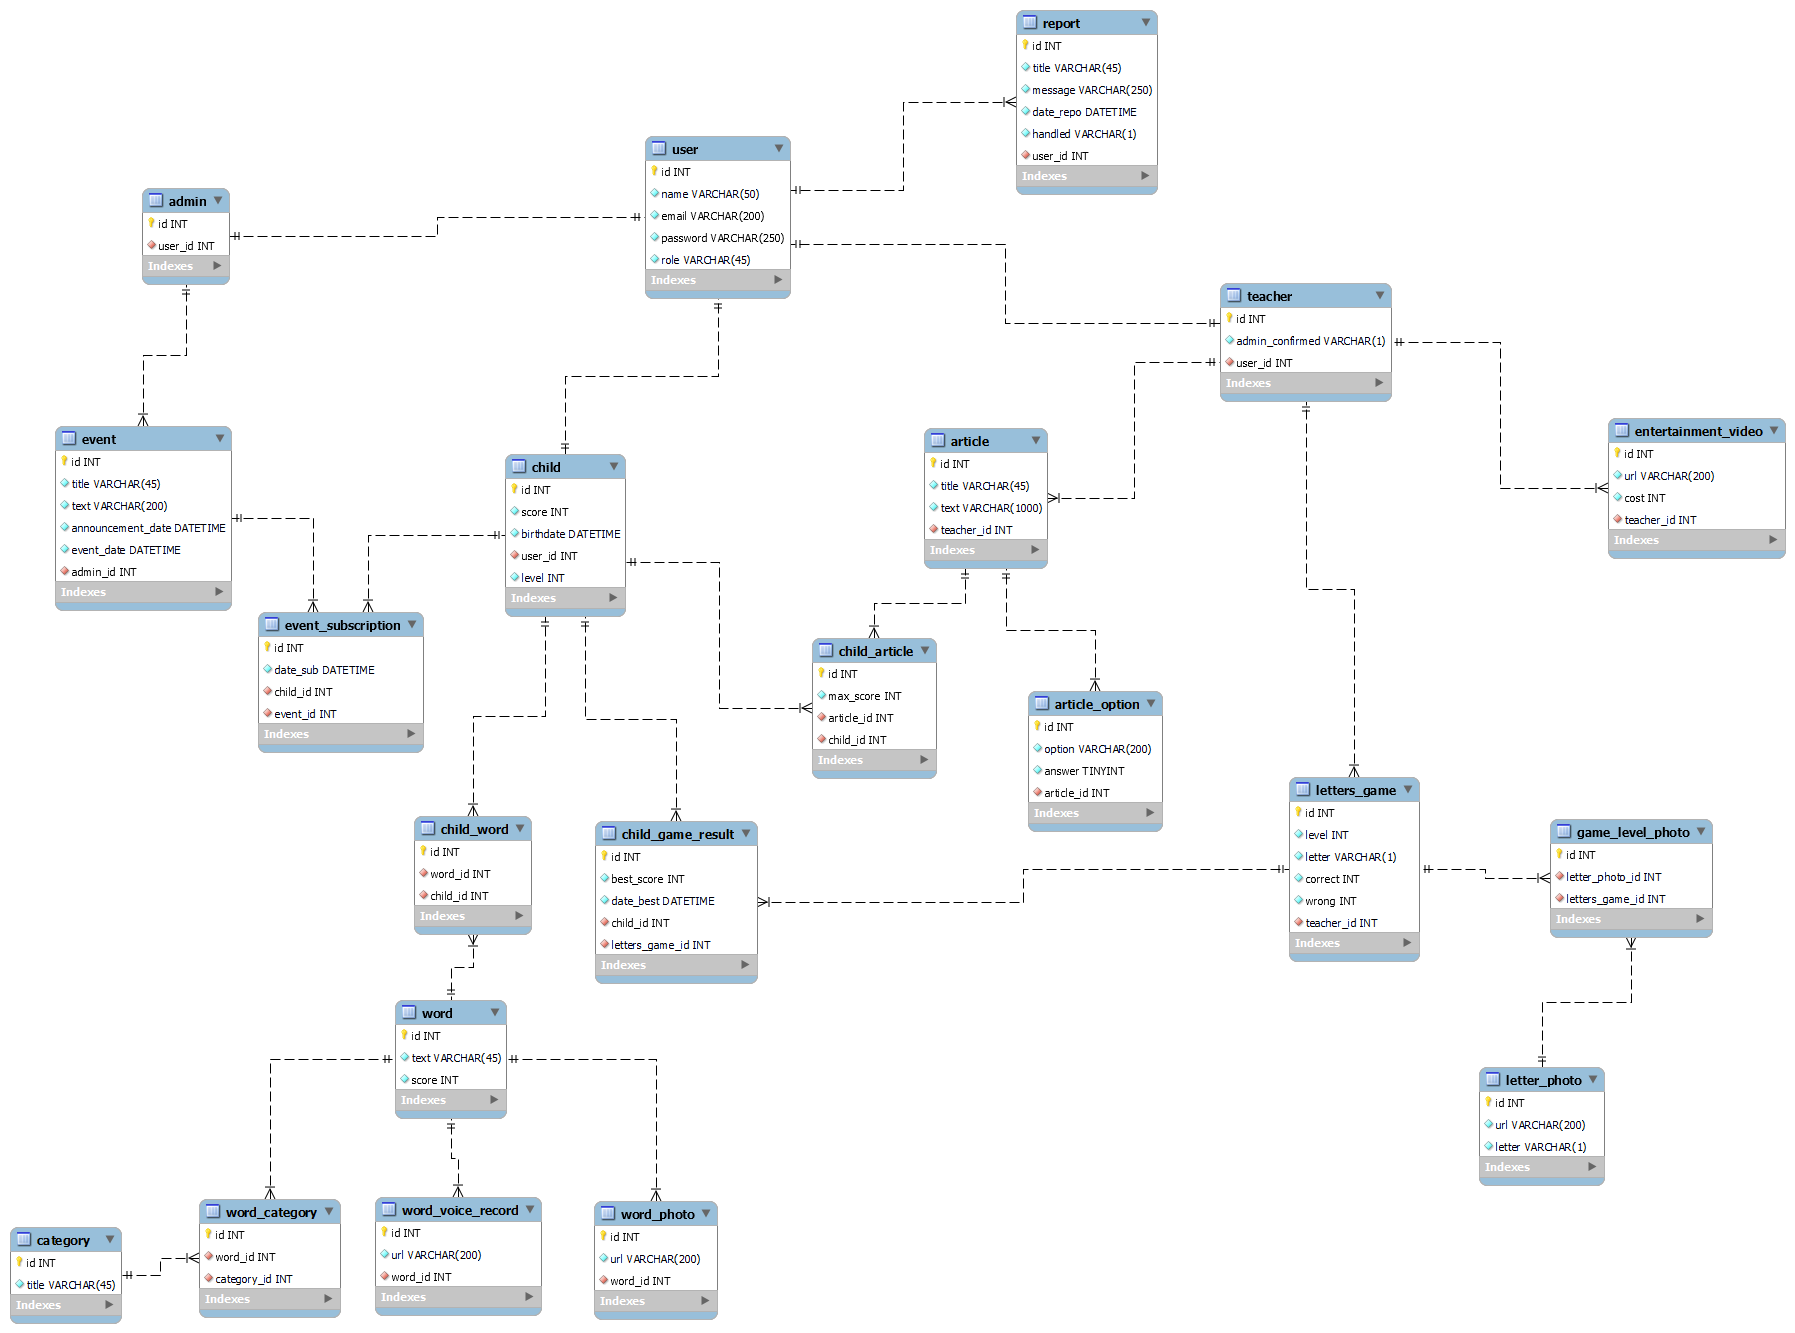 report
id INT
title VARCHAR(45)
message VARCHAR(250)
date_repo DATETIME
handled VARCHAR(1)
user_id INT
Indexes
user
id INT
name VARCHAR(50)
email VARCHAR(200)
password VARCHAR(250)
role VARCHAR(45)
Indexes
admin
id INT
user_id INT
Indexes
teacher
id INT
admin_confirmed VARCHAR(1)
user_id INT
Indexes
event
id INT
title VARCHAR(45)
text VARCHAR(200)
announcement_date DATETIME
event_date DATETIME
admin_id INT
Indexes
child
id INT
score INT
birthdate DATETIME
user_id INT
level INT
Indexes
article
id INT
title VARCHAR(45)
text VARCHAR(1000)
teacher_id INT
Indexes
entertainment_video
id INT
url VARCHAR(200)
cost INT
teacher_id INT
Indexes
event_subscription
id INT
date_sub DATETIME
child_id INT
event_id INT
Indexes
child_article
id INT
max_score INT
article_id INT
child_id INT
Indexes
article_option
id INT
option VARCHAR(200)
answer TINYINT
article_id INT
Indexes
letters_game
id INT
level INT
letter VARCHAR(1)
correct INT
wrong INT
teacher_id INT
Indexes
game_level_photo
id INT
letter_photo_id INT
letters_game_id INT
Indexes
child_word
id INT
word_id INT
child_id INT
Indexes
child_game_result
id INT
best_score INT
date_best DATETIME
child_id INT
letters_game_id INT
Indexes
word
id INT
text VARCHAR(45)
score INT
Indexes
letter_photo
id INT
url VARCHAR(200)
letter VARCHAR(1)
Indexes
category
id INT
title VARCHAR(45)
Indexes
word_category
id INT
word_id INT
category_id INT
Indexes
word_voice_record
id INT
url VARCHAR(200)
word_id INT
Indexes
word_photo
id INT
url VARCHAR(200)
word_id INT
Indexes